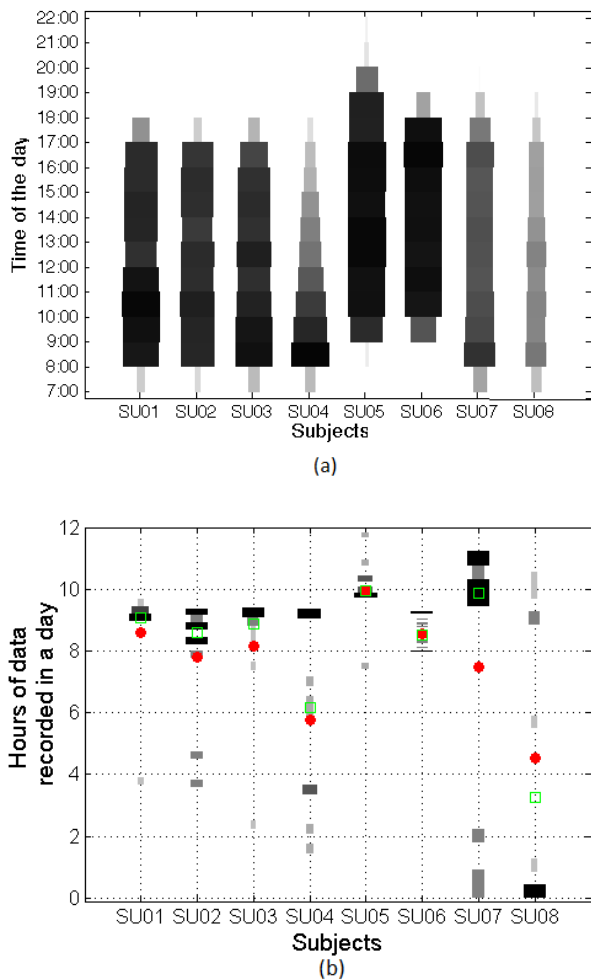 22:00
21:00
20:00
19:00
18:00
17:00
16:00
15:00
14:00
13:00
12:00
11:00
10:00
9:00
8:00
7:00
Time of the day
SU01 SU02 SU03 SU04 SU05 SU06 SU07 SU08
Subjects
(a)
12
10
8
6
4
2
0
Hours of data
recorded in a day
SU01 SU02 SU03 SU04 SU05 SU06 SU07 SU08
Subjects
(b)